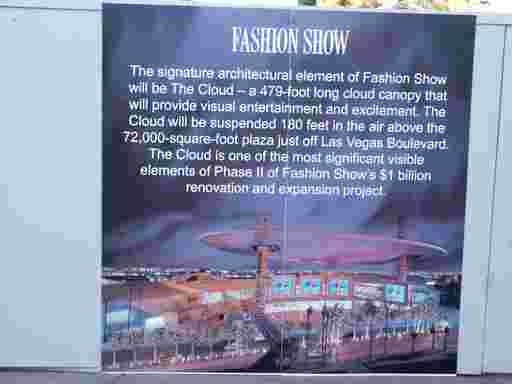 FASHION SHOW
The signature architectural element of Fashion Show
will be The Cloud – a 479-foot long cloud canopy that
will provide visual entertainment and excitement. The
Cloud will be suspended 180 feet in the air above the
72,000-square-foot plaza just off Las Vegas Boulevard.
The Cloud is one of the most significant visible
elements of Phase II of Fashion Show's $1 billion
renovation and expansion project.